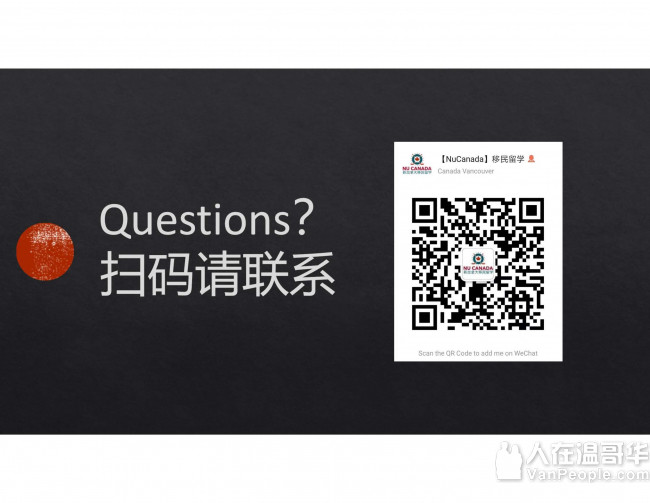 Questions?
扫码请联系
NU CANADA
【NuCanada】移民留学
Canada Vancouver
NU CANADA
Scan the QR Code to add me on WeChat
人在温哥华
VanPeople.com